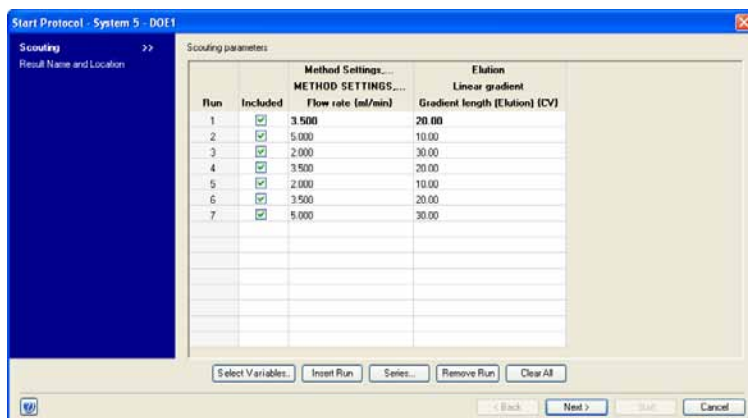 Start Protocol - System 5 - DOE1
Scouting >>
Result Name and Location
Scouting parameters
Method Settings,... Elution
METHOD SETTINGS,... Linear gradient
Run Included Flow rate {ml/min} Gradient length (Elution) {CV}
1 3.500 20.00
2 5.000 10.00
3 2.000 30.00
4 3.500 20.00
5 2.000 10.00
6 3.500 20.00
7 5.000 30.00
Select Variables.. Insert Run Series... Remove Run Clear All
< Back Next > Start Cancel